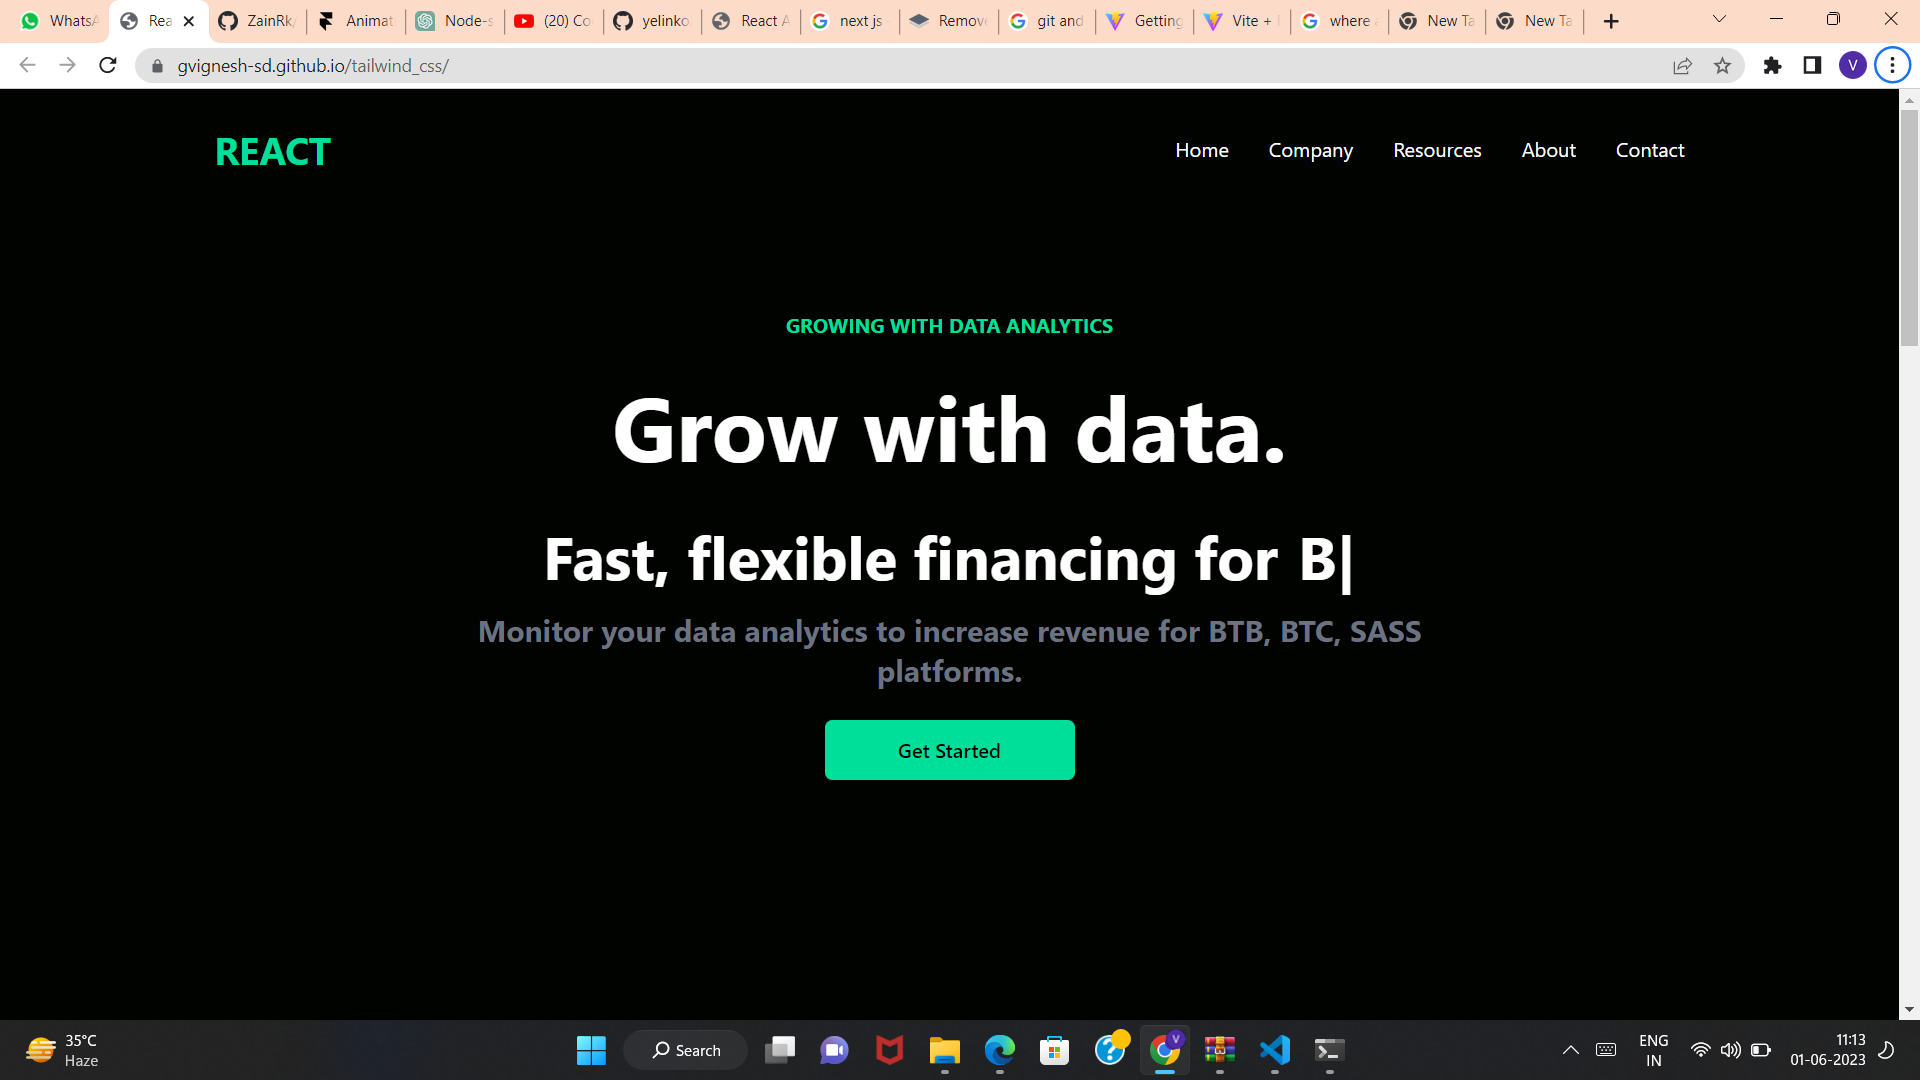 WhatsA
Rea
ZainRk/
Animat
Node-s
(20) Co
yelinko
React A
next js
Remove
git and
Getting
Vite +
where
New Ta
New Ta
gvignesh-sd.github.io/tailwind_css/
V
REACT
Home Company Resources About Contact
GROWING WITH DATA ANALYTICS
Grow with data.
Fast, flexible financing for B|
Monitor your data analytics to increase revenue for BTB, BTC, SASS
platforms.
Get Started
35°C
Haze
Search
V
ENG
IN
11:13
01-06-2023